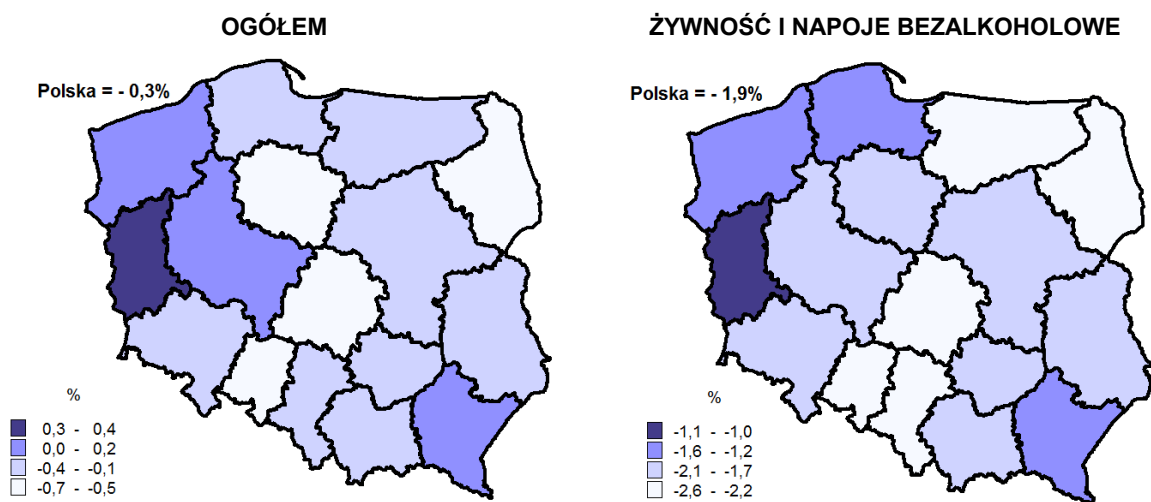 OGÓŁEM
Polska = - 0,3%
%
0,3 - 0,4
0,0 - 0,2
-0,4 - -0,1
-0,7 - -0,5
ŻYWNOŚĆ I NAPOJE BEZALKOHOLOWE
Polska = - 1,9%
%
-1,1 - -1,0
-1,6 - -1,2
-2,1 - -1,7
-2,6 - -2,2